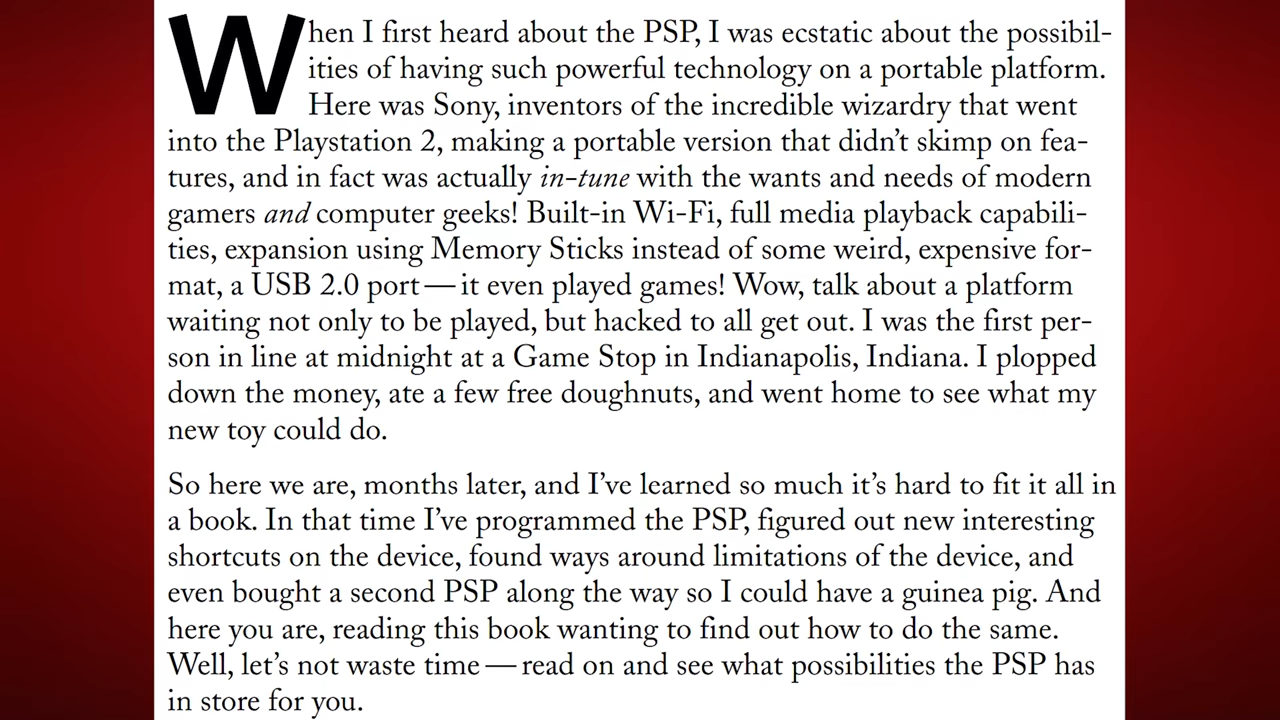 When I first heard about the PSP, I was ecstatic about the possibil-
ities of having such powerful technology on a portable platform.
Here was Sony, inventors of the incredible wizardry that went
into the Playstation 2, making a portable version that didn’t skimp on fea-
tures, and in fact was actually in-tune with the wants and needs of modern
gamers and computer geeks! Built-in Wi-Fi, full media playback capabili-
ties, expansion using Memory Sticks instead of some weird, expensive for-
mat, a USB 2.0 port—it even played games! Wow, talk about a platform
waiting not only to be played, but hacked to all get out. I was the first per-
son in line at midnight at a Game Stop in Indianapolis, Indiana. I plopped
down the money, ate a few free doughnuts, and went home to see what my
new toy could do.
So here we are, months later, and I’ve learned so much it’s hard to fit it all in
a book. In that time I’ve programmed the PSP, figured out new interesting
shortcuts on the device, found ways around limitations of the device, and
even bought a second PSP along the way so I could have a guinea pig. And
here you are, reading this book wanting to find out how to do the same.
Well, let’s not waste time—read on and see what possibilities the PSP has
in store for you.